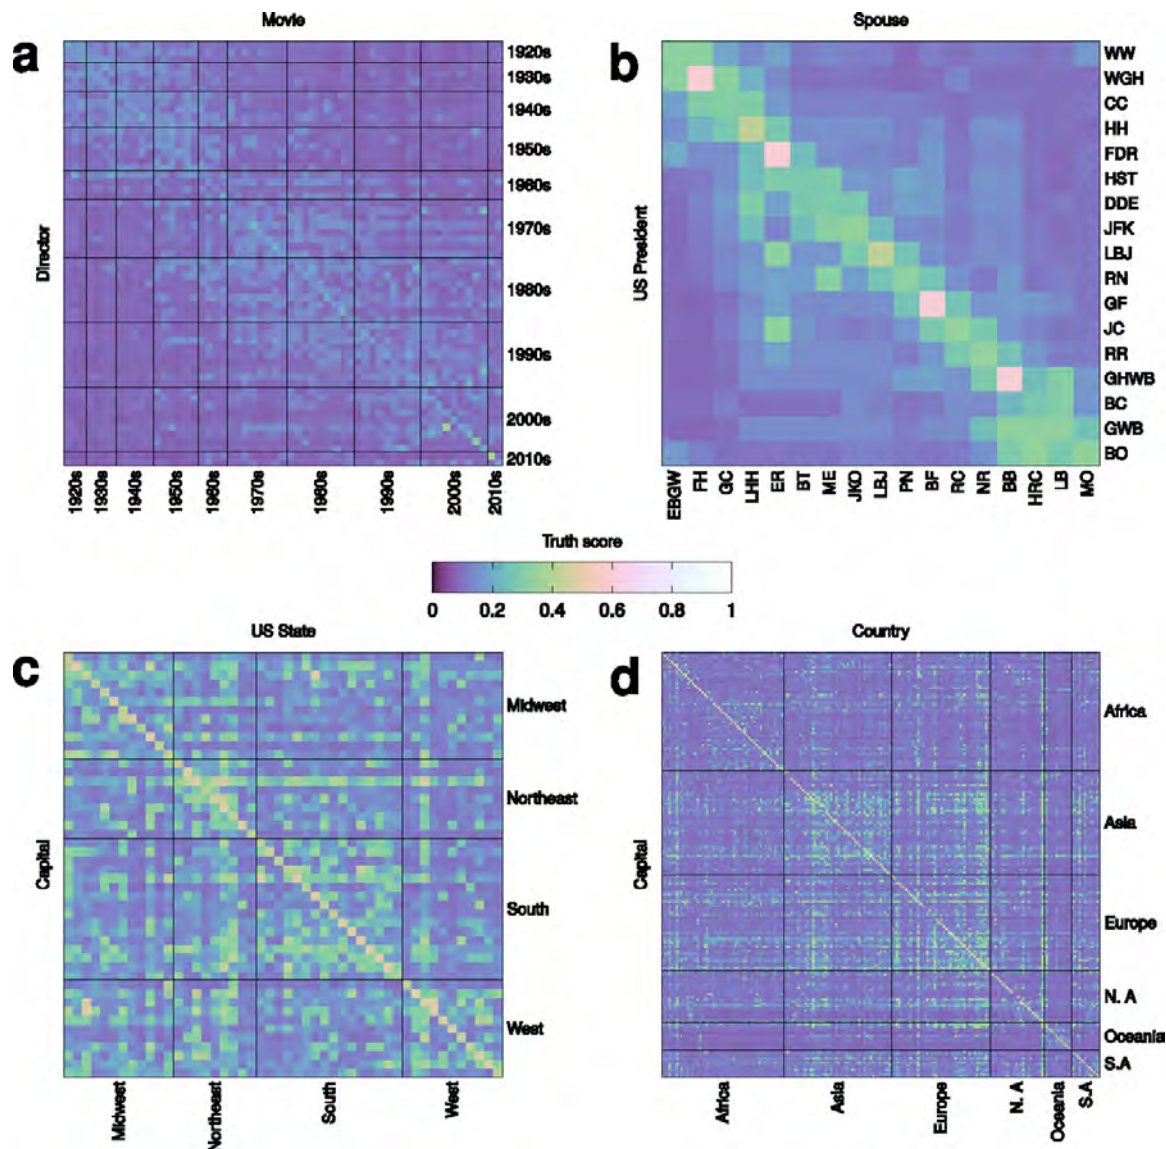 Movie
a
Director
1920s
1930s
1940s
1950s
1960s
1970s
1980s
1990s
2000s
2010s
1920s
1930s
1940s
1950s
1960s
1970s
1980s
1990s
2000s
2010s
Spouse
b
US President
WW
WGH
CC
HH
FDR
HST
DDE
JFK
LBJ
RN
GF
JC
RR
GHWB
BC
GWB
BO
EBGW
FH
GC
LHH
ER
BT
ME
JKO
LBJ
PN
BF
RC
NR
BB
HRC
LB
MO
Truth score
0 0.2 0.4 0.6 0.8 1
US State
c
Capital
Midwest
Northeast
South
West
Midwest
Northeast
South
West
Country
d
Capital
Africa
Asia
Europe
N. A
Oceania
S.A
Africa
Asia
Europe
N. A
Oceania
S.A